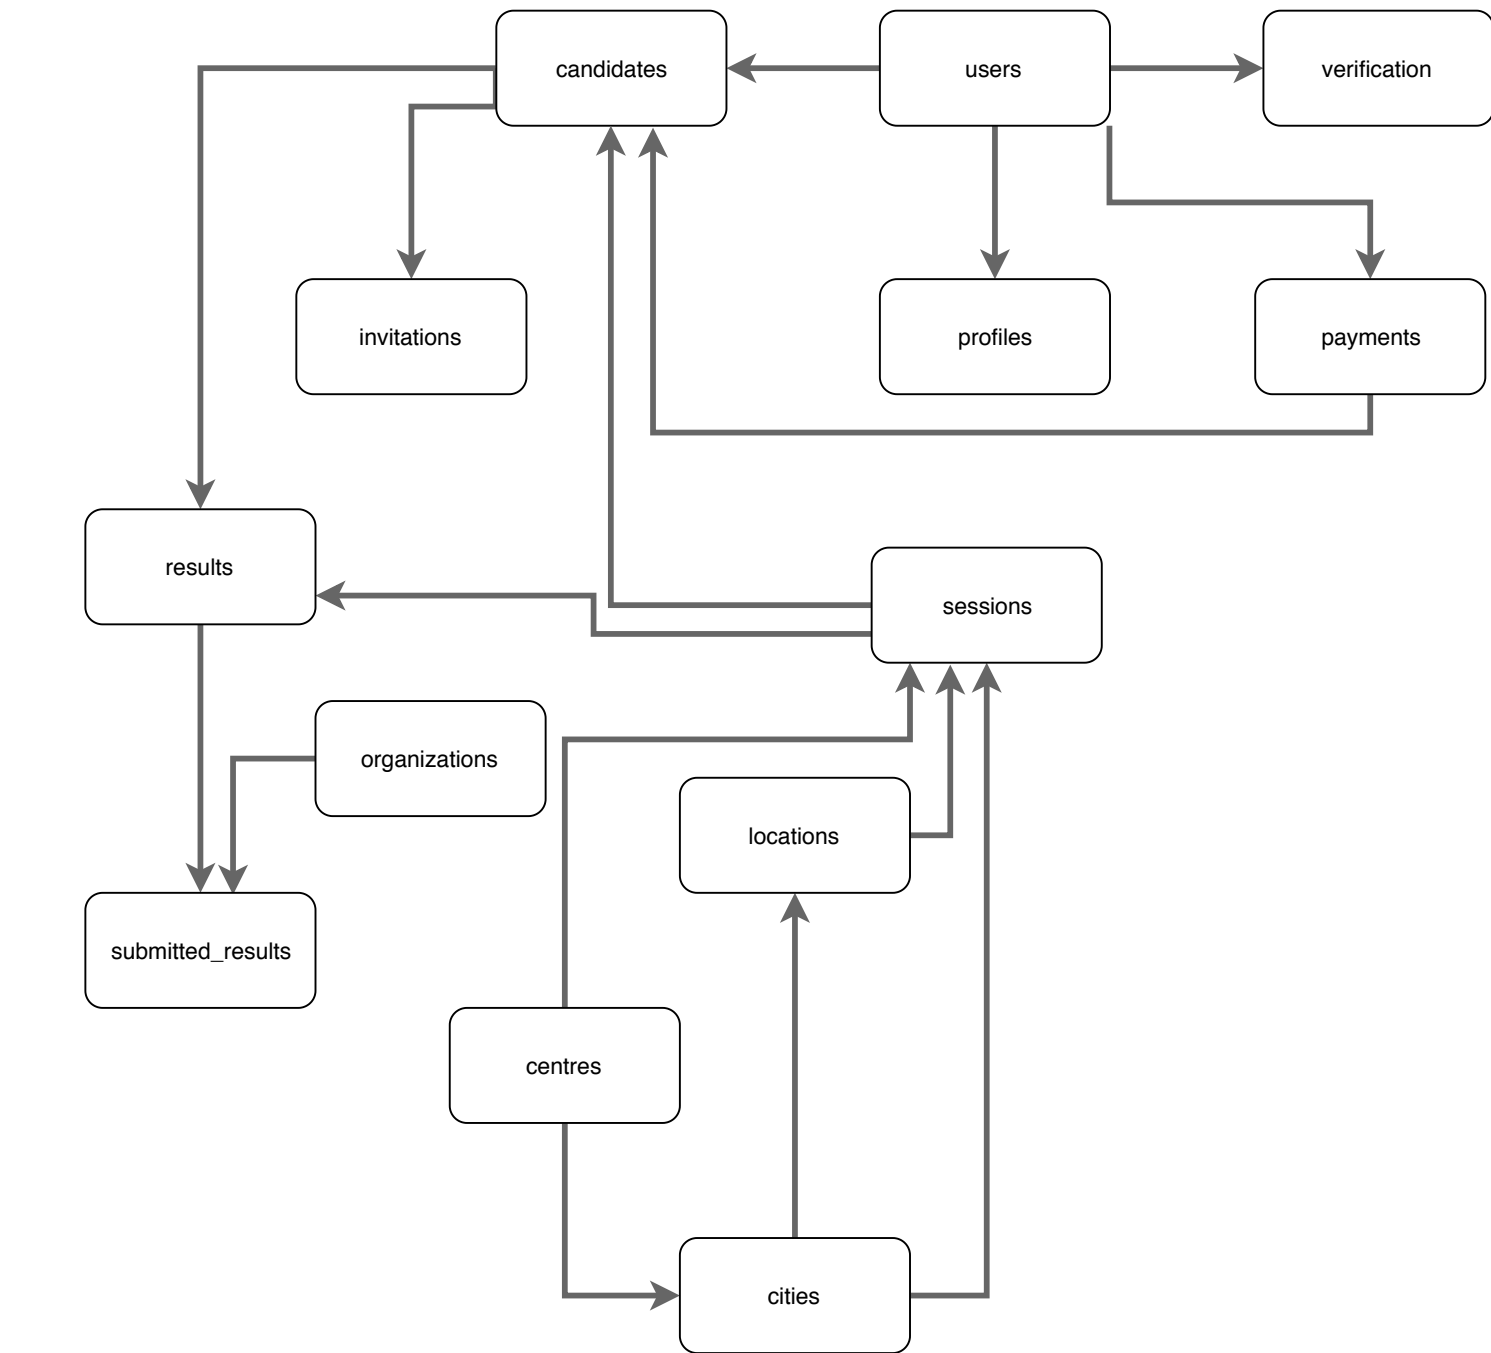 candidates
users
verification
invitations
profiles
payments
results
sessions
organizations
locations
submitted_results
centres
cities